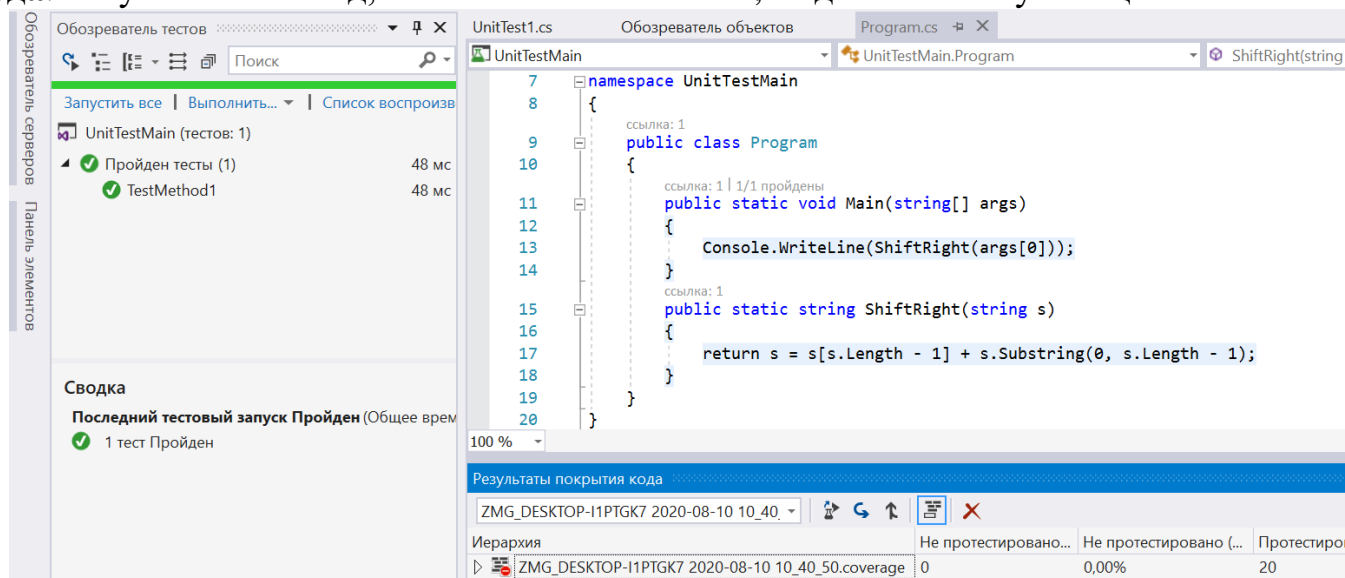 Обозреватель серверов
Панель элементов
Обозреватель тестов
Поиск
Запустить все | Выполнить... | Список воспроизв
UnitTestMain (тестов: 1)
Пройден тесты (1) 48 мс
TestMethod1 48 мс
Сводка
Последний тестовый запуск Пройден (Общее врем
1 тест Пройден
UnitTest1.cs Обозреватель объектов Program.cs
UnitTestMain UnitTestMain.Program ShiftRight(string
7 namespace UnitTestMain
8 {
ссылка: 1
9 public class Program
10 {
ссылка: 1 | 1/1 пройдены
11 public static void Main(string[] args)
12 {
13 Console.WriteLine(ShiftRight(args[0]));
14 }
ссылка: 1
15 public static string ShiftRight(string s)
16 {
17 return s = s[s.Length - 1] + s.Substring(0, s.Length - 1);
18 }
19 }
20 }
100 %
Результаты покрытия кода
ZMG_DESKTOP-I1PTGK7 2020-08-10 10_40_
Иерархия Не протестировано... Не протестировано (... Протестиров
ZMG_DESKTOP-I1PTGK7 2020-08-10 10_40_50.coverage 0 0,00% 20